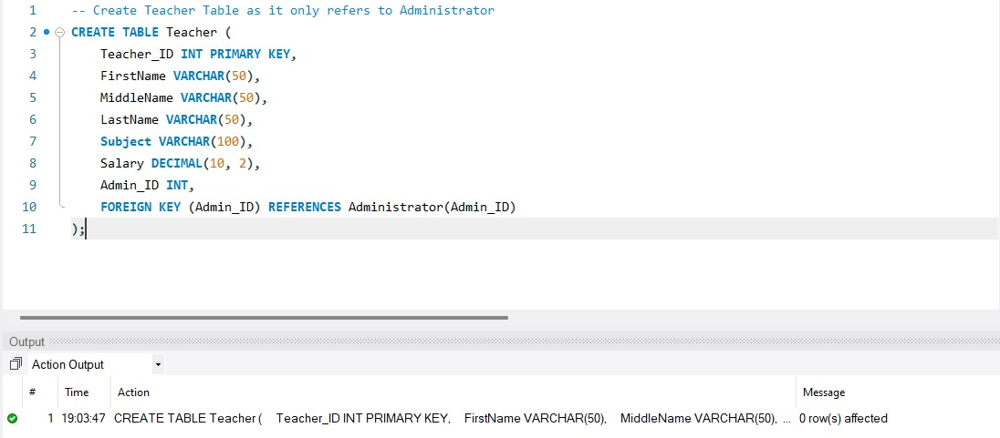 1 -- Create Teacher Table as it only refers to Administrator
2 CREATE TABLE Teacher (
3 Teacher_ID INT PRIMARY KEY,
4 FirstName VARCHAR(50),
5 MiddleName VARCHAR(50),
6 LastName VARCHAR(50),
7 Subject VARCHAR(100),
8 Salary DECIMAL(10, 2),
9 Admin_ID INT,
10 FOREIGN KEY (Admin_ID) REFERENCES Administrator(Admin_ID)
11 );
Output
Action Output
# Time Action Message
1 19:03:47 CREATE TABLE Teacher ( Teacher_ID INT PRIMARY KEY, FirstName VARCHAR(50), MiddleName VARCHAR(50), ... 0 row(s) affected